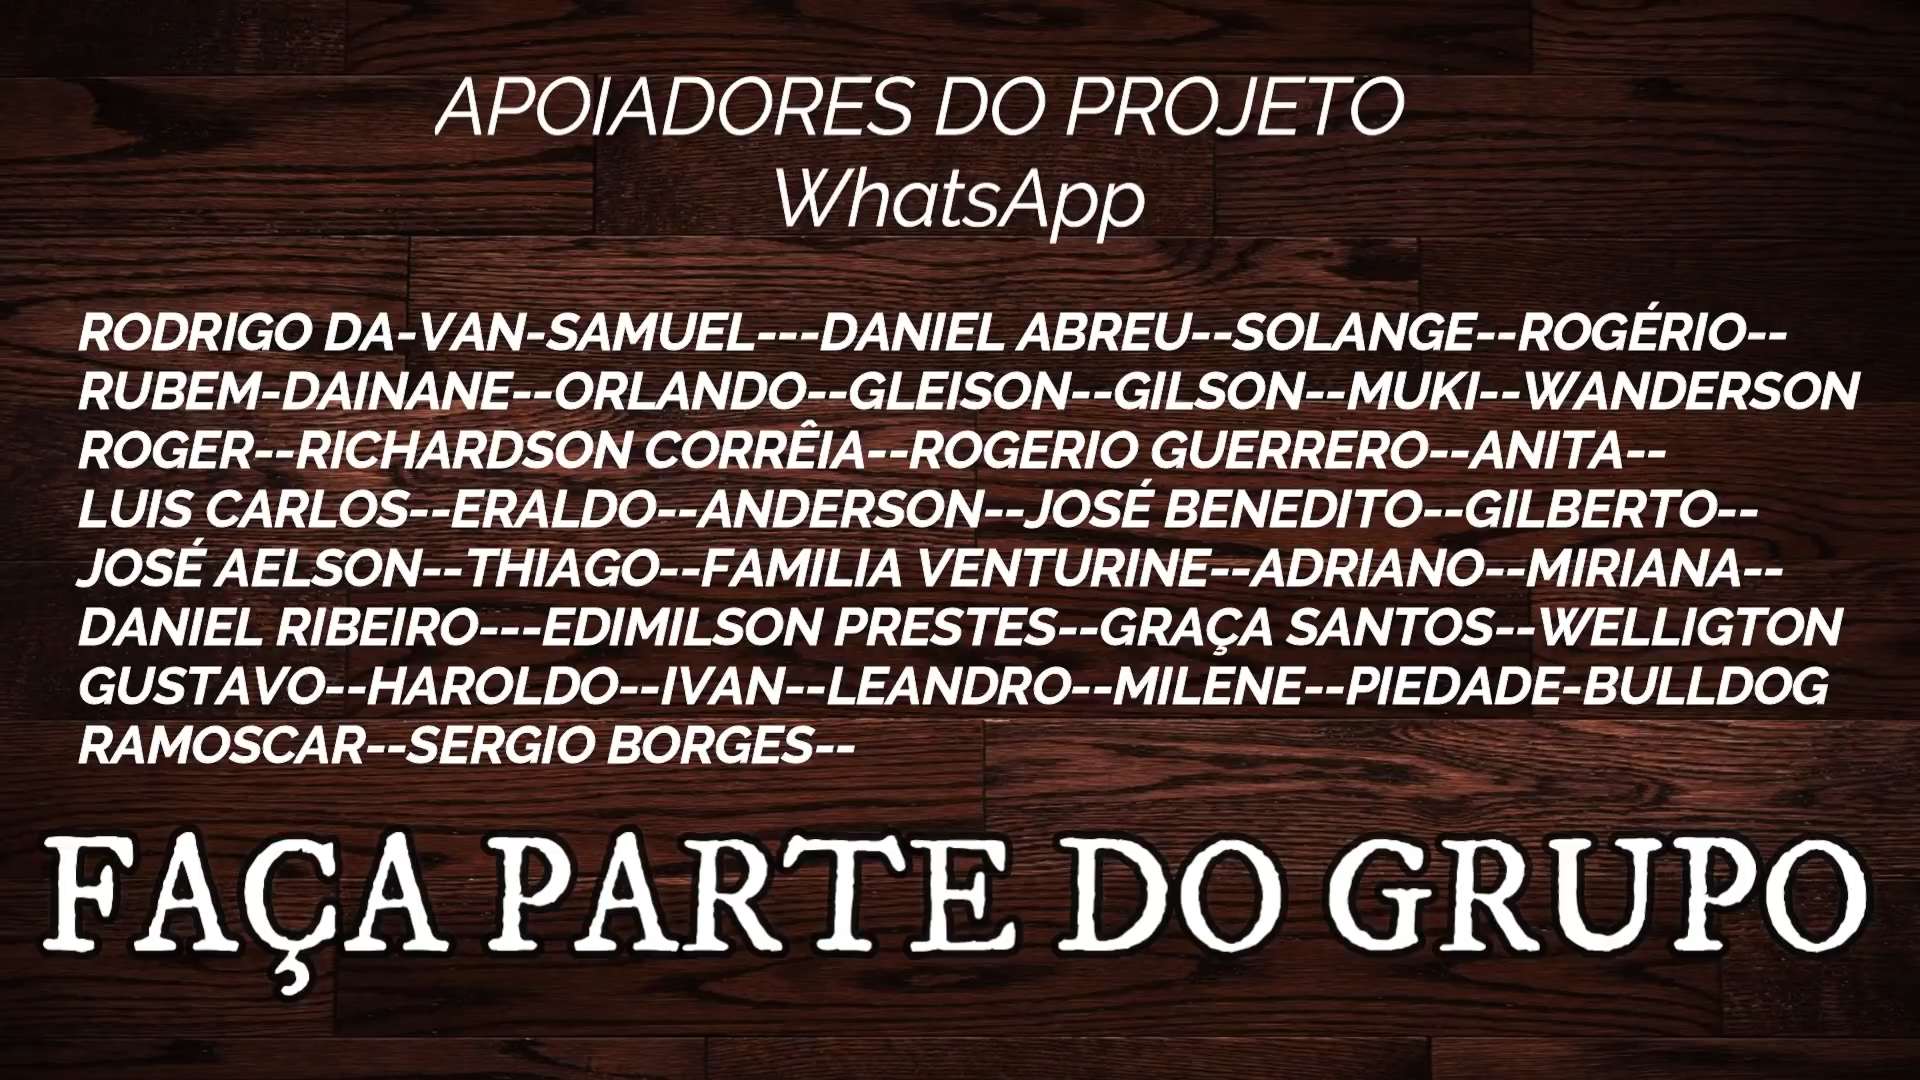 APOIADORES DO PROJETO
WhatsApp
RODRIGO DA-VAN-SAMUEL---DANIEL ABREU--SOLANGE--ROGÉRIO--
RUBEM-DAINANE--ORLANDO--GLEISON--GILSON--MUKI--WANDERSON
ROGER--RICHARDSON CORRÊIA--ROGERIO GUERRERO--ANITA--
LUIS CARLOS--ERALDO--ANDERSON--JOSÉ BENEDITO--GILBERTO--
JOSÉ AELSON--THIAGO--FAMILIA VENTURINE--ADRIANO--MIRIANA--
DANIEL RIBEIRO---EDIMILSON PRESTES--GRAÇA SANTOS--WELLIGTON
GUSTAVO--HAROLDO--IVAN--LEANDRO--MILENE--PIEDADE-BULLDOG
RAMOSCAR--SERGIO BORGES--
FAÇA PARTE DO GRUPO